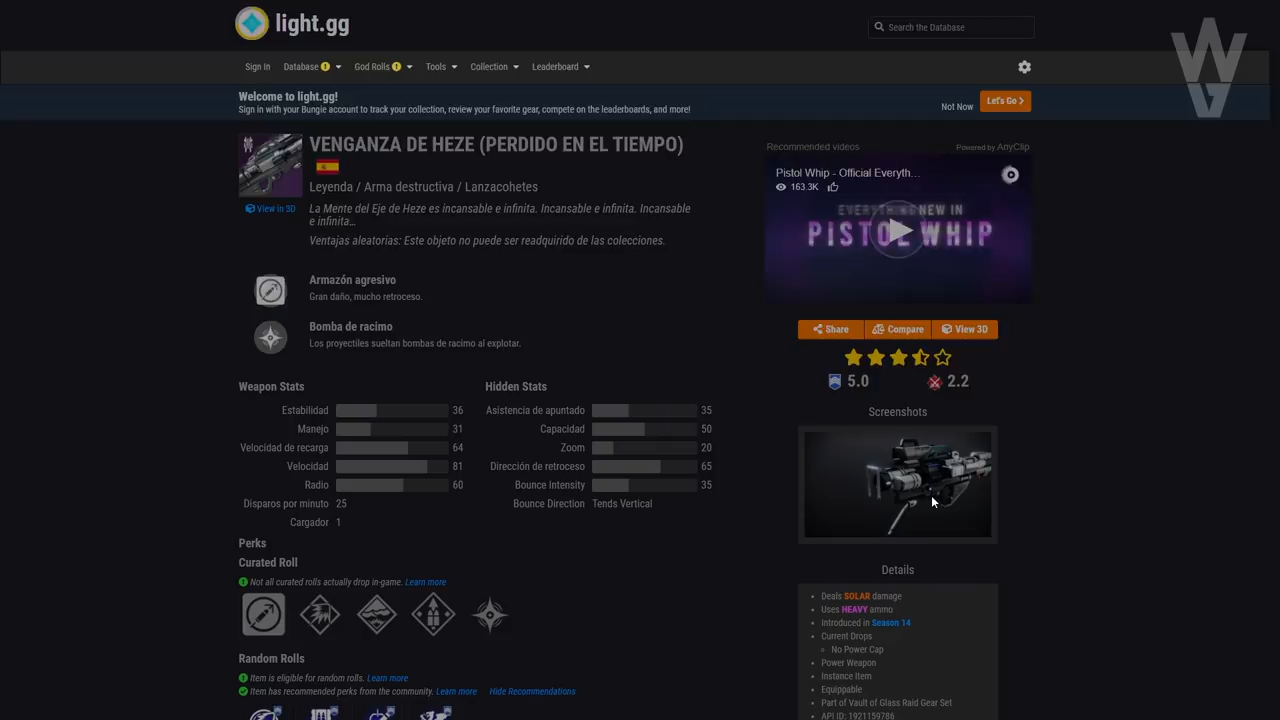 light.gg
Search the Database
Sign In
Database
God Rolls
Tools
Collection
Leaderboard
Welcome to light.gg!
Sign in with your Bungie account to track your collection, review your favorite gear, compete on the leaderboards, and more!
Not Now
Let's Go
VENGANZA DE HEZE (PERDIDO EN EL TIEMPO)
Leyenda / Arma destructiva / Lanzacohetes
View in 3D
La Mente del Eje de Heze es incansable e infinita. Incansable e infinita. Incansable
e infinita...
Ventajas aleatorias: Este objeto no puede ser readquirido de las colecciones.
Armazón agresivo
Gran daño, mucho retroceso.
Bomba de racimo
Los proyectiles sueltan bombas de racimo al explotar.
Weapon Stats
Estabilidad 36
Manejo 31
Velocidad de recarga 64
Velocidad 81
Radio 60
Disparos por minuto 25
Cargador 1
Hidden Stats
Asistencia de apuntado 35
Capacidad 50
Zoom 20
Dirección de retroceso 65
Bounce Intensity 35
Bounce Direction Tends Vertical
Perks
Curated Roll
Not all curated rolls actually drop in-game. Learn more
Random Rolls
Item is eligible for random rolls. Learn more
Item has recommended perks from the community. Learn more Hide Recommendations
Recommended videos
Powered by AnyClip
Pistol Whip - Official Everyth...
163.3K
EVERYTHING NEW IN
PISTOL WHIP
Share
Compare
View 3D
5.0
2.2
Screenshots
Details
Deals SOLAR damage
Uses HEAVY ammo
Introduced in Season 14
Current Drops
No Power Cap
Power Weapon
Instance Item
Equippable
Part of Vault of Glass Raid Gear Set
API ID: 1921159786